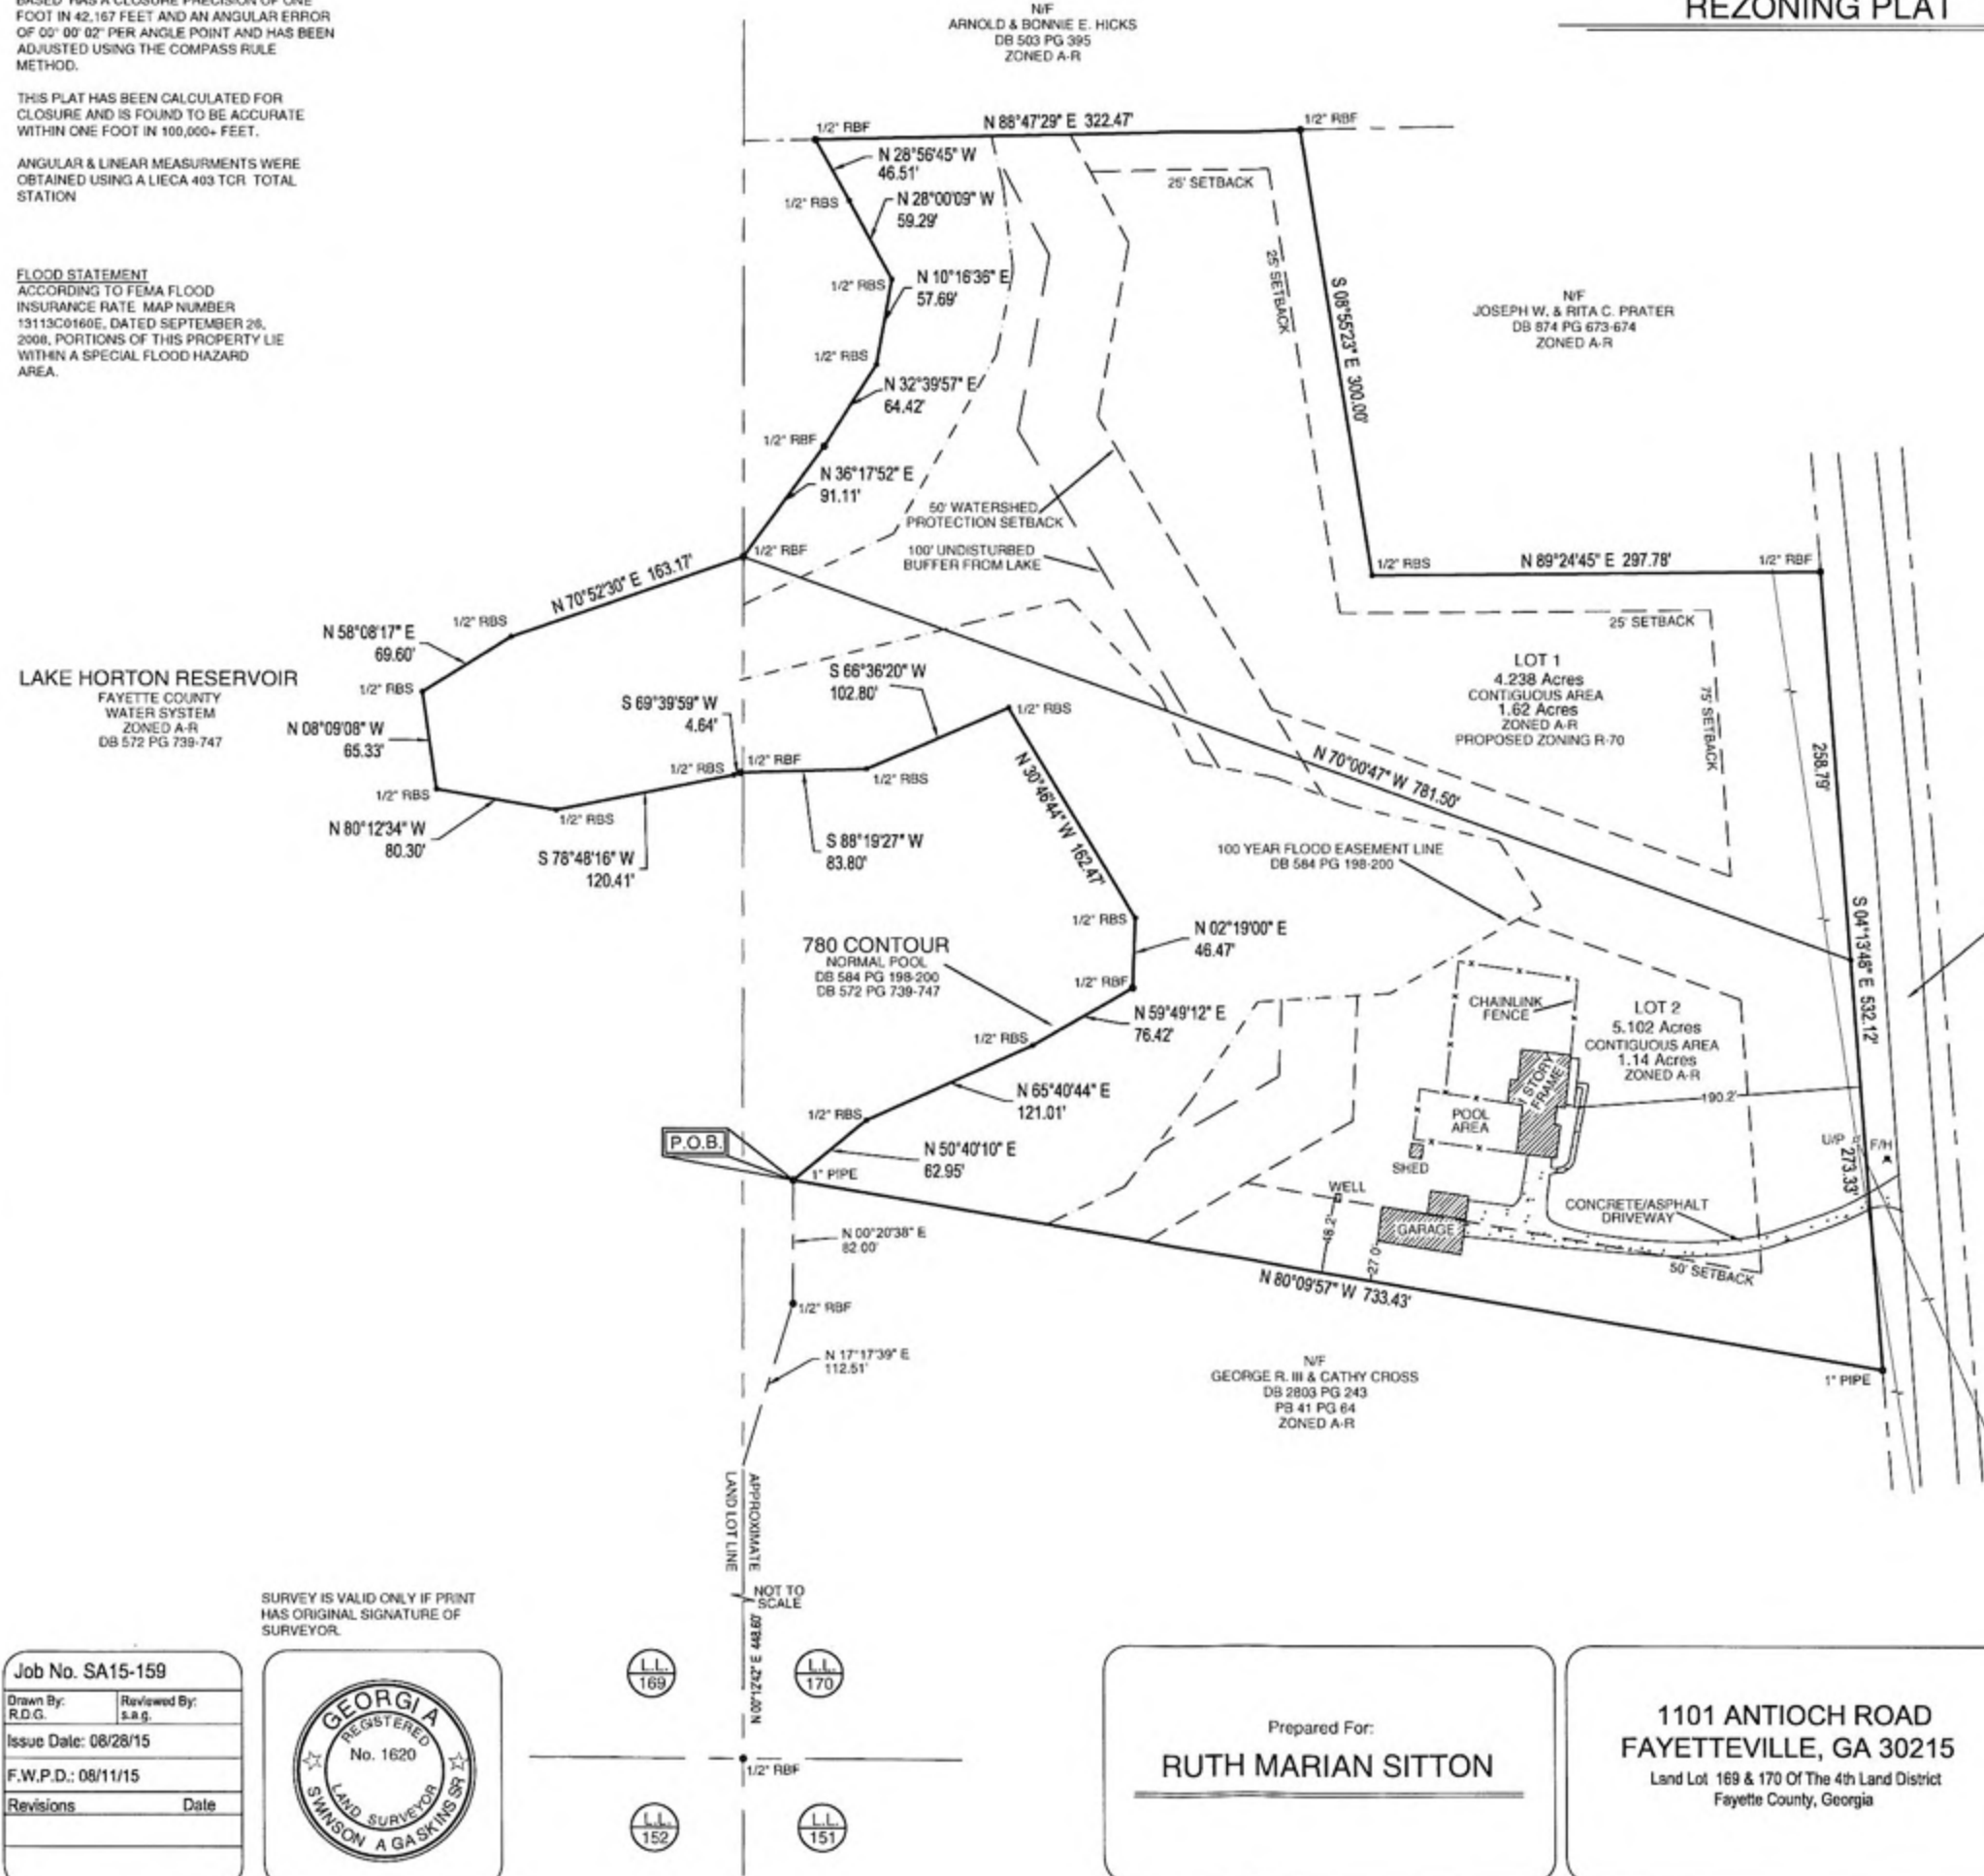 BASED HAS A CLOSURE PRECISION OF ONE
FOOT IN 42,167 FEET AND AN ANGULAR ERROR
OF 00° 00' 02" PER ANGLE POINT AND HAS BEEN
ADJUSTED USING THE COMPASS RULE
METHOD.
THIS PLAT HAS BEEN CALCULATED FOR
CLOSURE AND IS FOUND TO BE ACCURATE
WITHIN ONE FOOT IN 100,000+ FEET.
ANGULAR & LINEAR MEASURMENTS WERE
OBTAINED USING A LIECA 403 TCR TOTAL
STATION
FLOOD STATEMENT
ACCORDING TO FEMA FLOOD
INSURANCE RATE MAP NUMBER
13113C0160E, DATED SEPTEMBER 26,
2008, PORTIONS OF THIS PROPERTY LIE
WITHIN A SPECIAL FLOOD HAZARD
AREA.
REZONING PLAT
N/F
ARNOLD & BONNIE E. HICKS
DB 503 PG 395
ZONED A-R
1/2" RBF
N 88°47'29" E 322.47'
1/2" RBF
N 28°56'45" W
46.51'
1/2" RBS
N 28°00'09" W
59.29'
25' SETBACK
25' SETBACK
1/2" RBS
N 10°16'36" E
57.69'
S 08°55'23" E 300.00'
N/F
JOSEPH W. & RITA C. PRATER
DB 874 PG 673-674
ZONED A-R
1/2" RBS
N 32°39'57" E
64.42'
1/2" RBF
N 36°17'52" E
91.11'
50' WATERSHED
PROTECTION SETBACK
100' UNDISTURBED
BUFFER FROM LAKE
1/2" RBF
1/2" RBS
N 89°24'45" E 297.78'
1/2" RBF
N 70°52'30" E 163.17'
1/2" RBS
N 58°08'17" E
69.60'
25' SETBACK
LAKE HORTON RESERVOIR
FAYETTE COUNTY
WATER SYSTEM
ZONED A-R
DB 572 PG 739-747
1/2" RBS
N 08°09'08" W
65.33'
S 69°39'59" W
4.64'
S 66°36'20" W
102.80'
1/2" RBS
LOT 1
4.238 Acres
CONTIGUOUS AREA
1.62 Acres
ZONED A-R
PROPOSED ZONING R-70
75' SETBACK
258.79'
1/2" RBS
1/2" RBF
1/2" RBS
N 30°46'44" W 162.47'
N 70°00'47" W 781.50'
1/2" RBS
N 80°12'34" W
80.30'
1/2" RBS
S 78°48'16" W
120.41'
S 88°19'27" W
83.80'
100 YEAR FLOOD EASEMENT LINE
DB 584 PG 198-200
S 04°13'48" E 532.12'
1/2" RBS
N 02°19'00" E
46.47'
780 CONTOUR
NORMAL POOL
DB 584 PG 198-200
DB 572 PG 739-747
1/2" RBF
N 59°49'12" E
76.42'
1/2" RBS
CHAINLINK
FENCE
LOT 2
5.102 Acres
CONTIGUOUS AREA
1.14 Acres
ZONED A-R
1 STORY
FRAME
190.2'
N 65°40'44" E
121.01'
1/2" RBS
POOL
AREA
SHED
U/P
F/H
273.33'
P.O.B.
N 50°40'10" E
62.95'
1" PIPE
WELL
48.2'
GARAGE
CONCRETE/ASPHALT
DRIVEWAY
27.0'
50' SETBACK
N 00°20'38" E
82.00'
N 80°09'57" W 733.43'
1/2" RBF
N 17°17'39" E
112.51'
N/F
GEORGE R. III & CATHY CROSS
DB 2803 PG 243
PB 41 PG 64
ZONED A-R
1" PIPE
APPROXIMATE
LAND LOT LINE
NOT TO
SCALE
N 00°12'42" E 448.60'
SURVEY IS VALID ONLY IF PRINT
HAS ORIGINAL SIGNATURE OF
SURVEYOR.
Job No. SA15-159
Drawn By:
R.D.G.
Reviewed By:
s.a.g.
Issue Date: 08/28/15
F.W.P.D.: 08/11/15
Revisions Date
GEORGIA
REGISTERED
No. 1620
LAND SURVEYOR
SWNSON A GASKINS SR
L.L.
169
L.L.
170
1/2" RBF
L.L.
152
L.L.
151
Prepared For:
RUTH MARIAN SITTON
1101 ANTIOCH ROAD
FAYETTEVILLE, GA 30215
Land Lot 169 & 170 Of The 4th Land District
Fayette County, Georgia